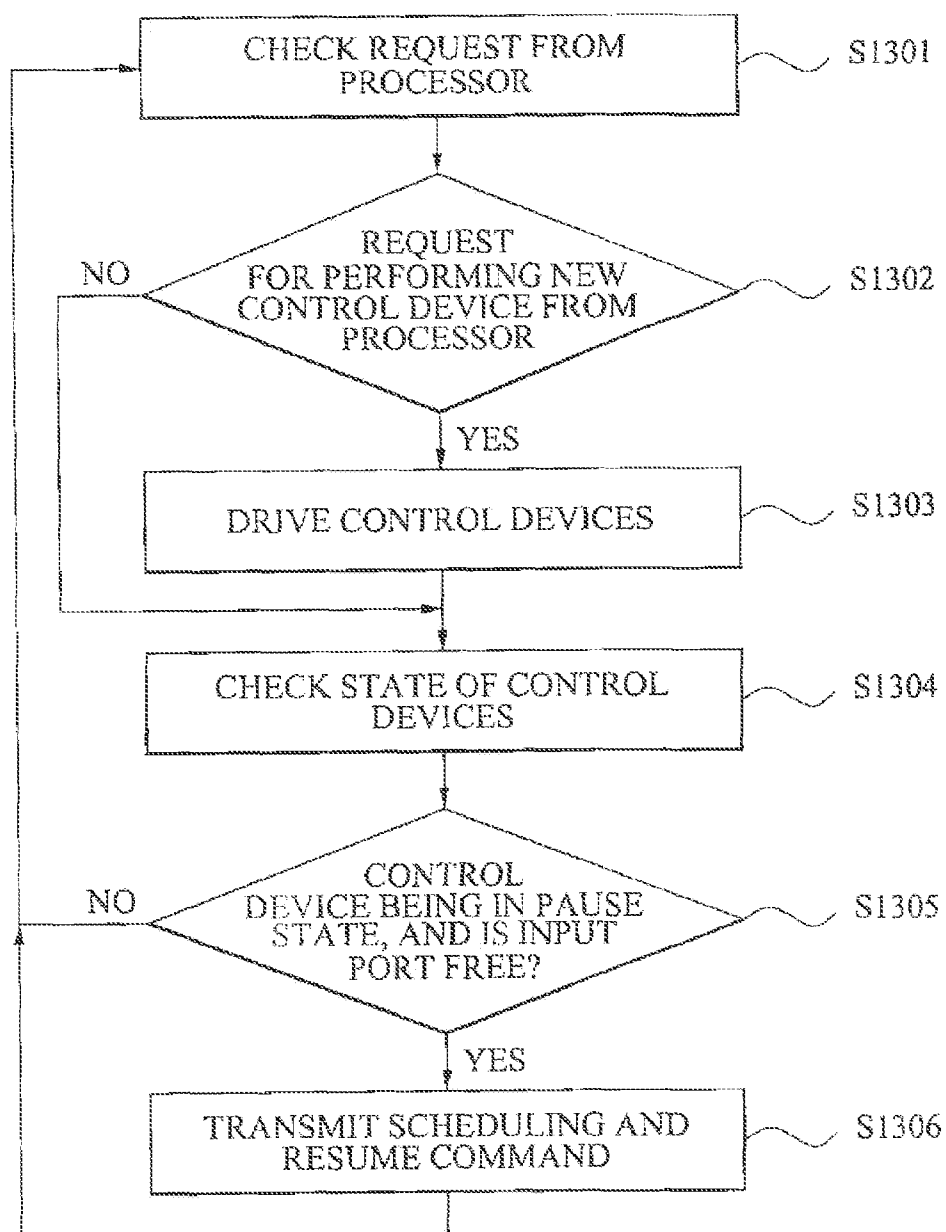 CHECK REQUEST FROM
PROCESSOR
S1301
REQUEST
FOR PERFORMING NEW
CONTROL DEVICE FROM
PROCESSOR
S1302
NO
YES
DRIVE CONTROL DEVICES
S1303
CHECK STATE OF CONTROL
DEVICES
S1304
CONTROL
DEVICE BEING IN PAUSE
STATE, AND IS INPUT
PORT FREE?
S1305
NO
YES
TRANSMIT SCHEDULING AND
RESUME COMMAND
S1306